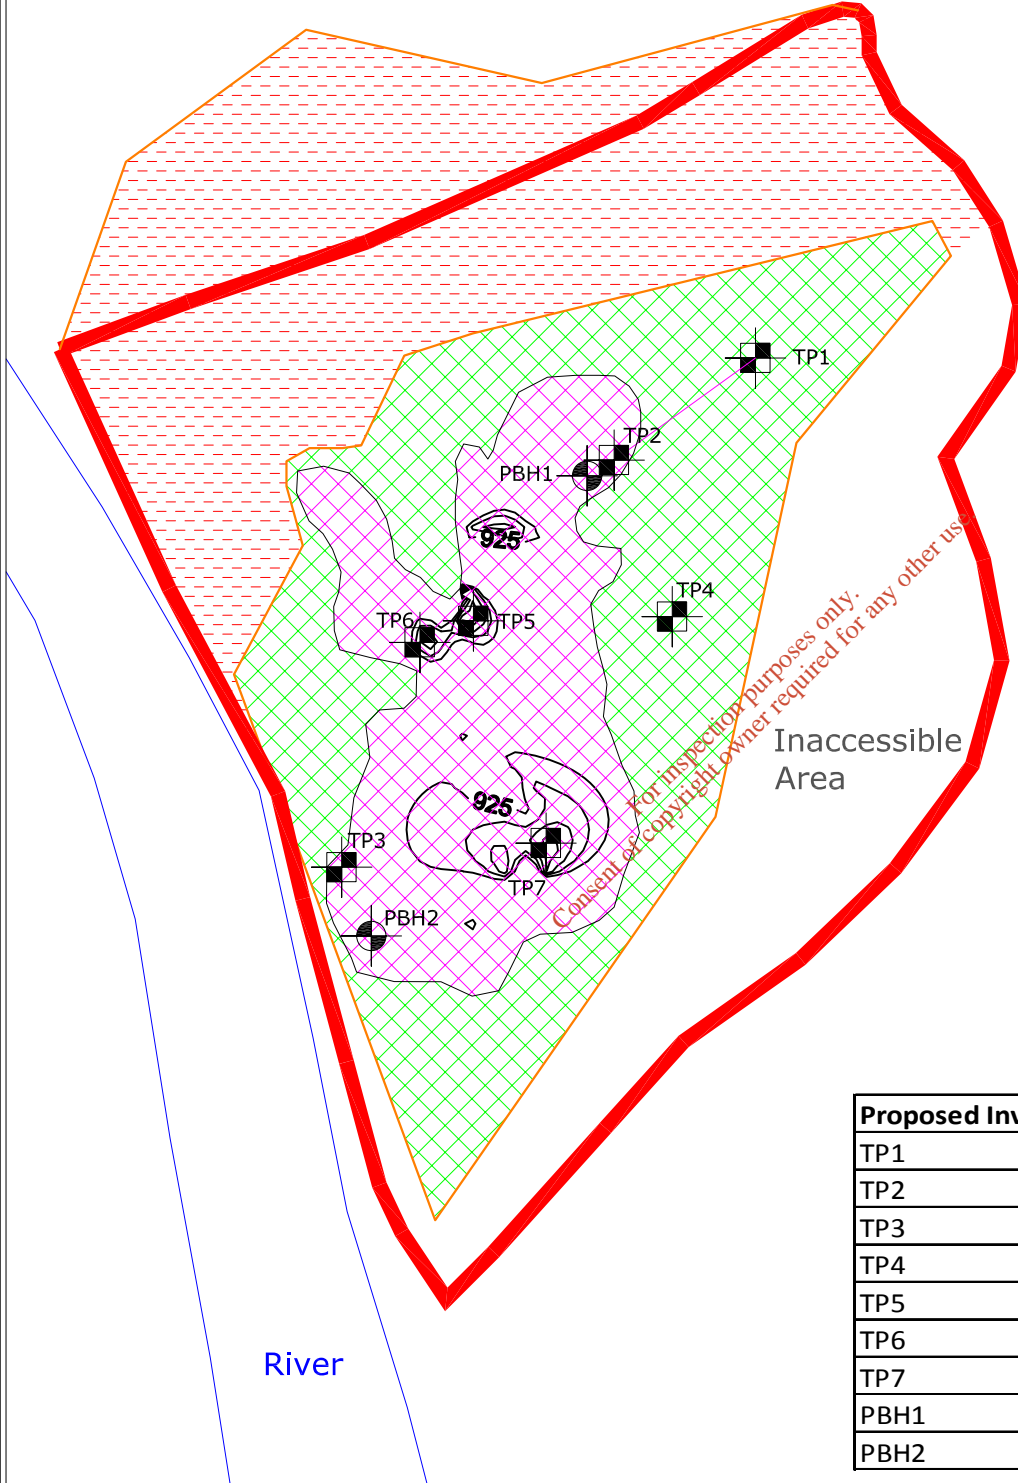 TP1
TP2
PBH1
925
TP4
TP6
TP5
For inspection purposes only.
Consent of copyright owner required for any other use
Inaccessible
Area
925
TP3
TP7
PBH2
Proposed Inv
TP1
TP2
TP3
TP4
TP5
TP6
TP7
PBH1
PBH2
River